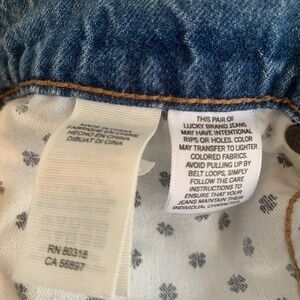 MADE IN CHINA
FABRIQUÉ EN CHINE
HECHO EN CHINA
DIBUAT DI CINA
RN 80318
CA 56897
THIS PAIR OF
LUCKY BRAND JEANS
MAY HAVE INTENTIONAL
RIPS OR HOLES. COLOR
MAY TRANSFER TO LIGHTER
COLORED FABRICS.
AVOID PULLING UP BY
BELT LOOPS, SIMPLY
FOLLOW THE CARE
INSTRUCTIONS TO
ENSURE THAT YOUR
JEANS MAINTAIN THEIR
INDIVIDUAL CHARACTER.